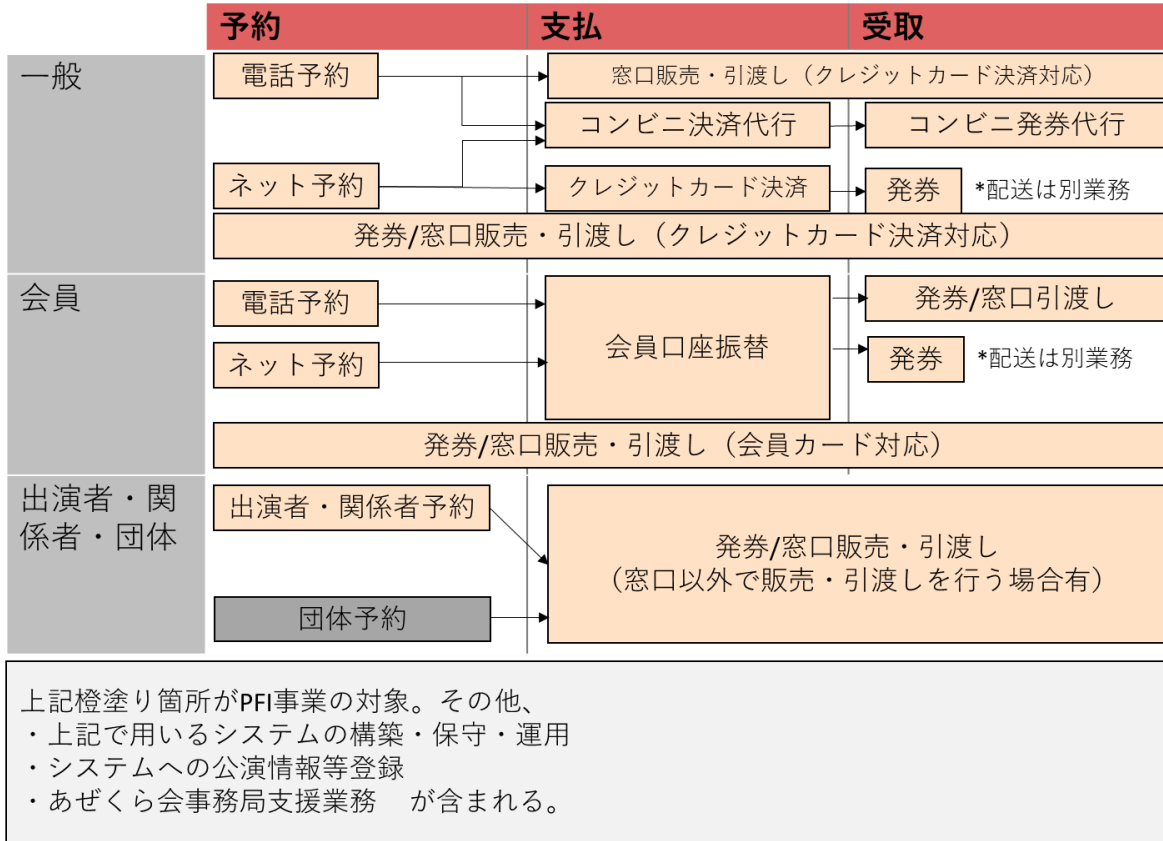 予約
支払
受取
一般
電話予約
窓口販売・引渡し（クレジットカード決済対応）
コンビニ決済代行
コンビニ発券代行
ネット予約
クレジットカード決済
発券
*配送は別業務
発券/窓口販売・引渡し（クレジットカード決済対応）
会員
電話予約
会員口座振替
発券/窓口引渡し
ネット予約
発券
*配送は別業務
発券/窓口販売・引渡し（会員カード対応）
出演者・関
係者・団体
出演者・関係者予約
発券/窓口販売・引渡し
（窓口以外で販売・引渡しを行う場合有）
団体予約
上記橙塗り箇所がPFI事業の対象。その他、
・上記で用いるシステムの構築・保守・運用
・システムへの公演情報等登録
・あぜくら会事務局支援業務　が含まれる。